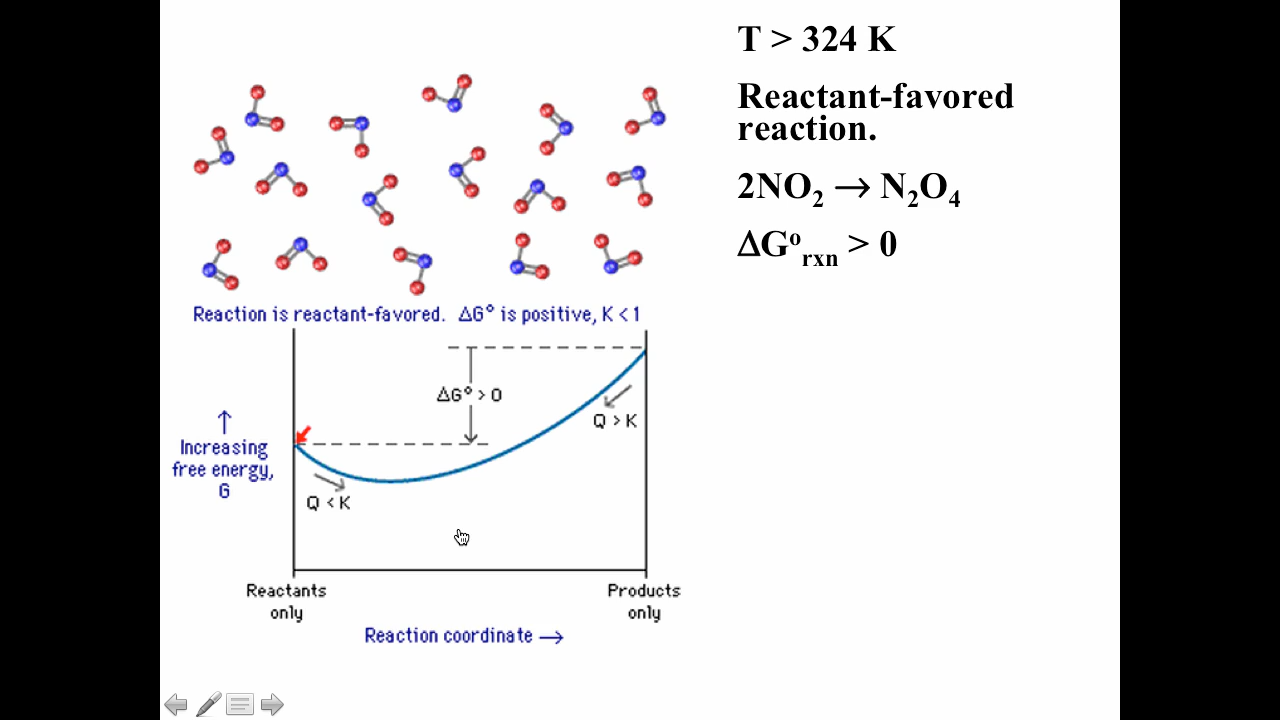 T > 324 K
Reactant-favored
reaction.
2NO₂ → N₂O₄
ΔGᵒrxn > 0
Reaction is reactant-favored. ΔG° is positive, K < 1
ΔG° > 0
Q > K
↑
Increasing
free energy,
G
Q < K
Reactants
only
Products
only
Reaction coordinate →